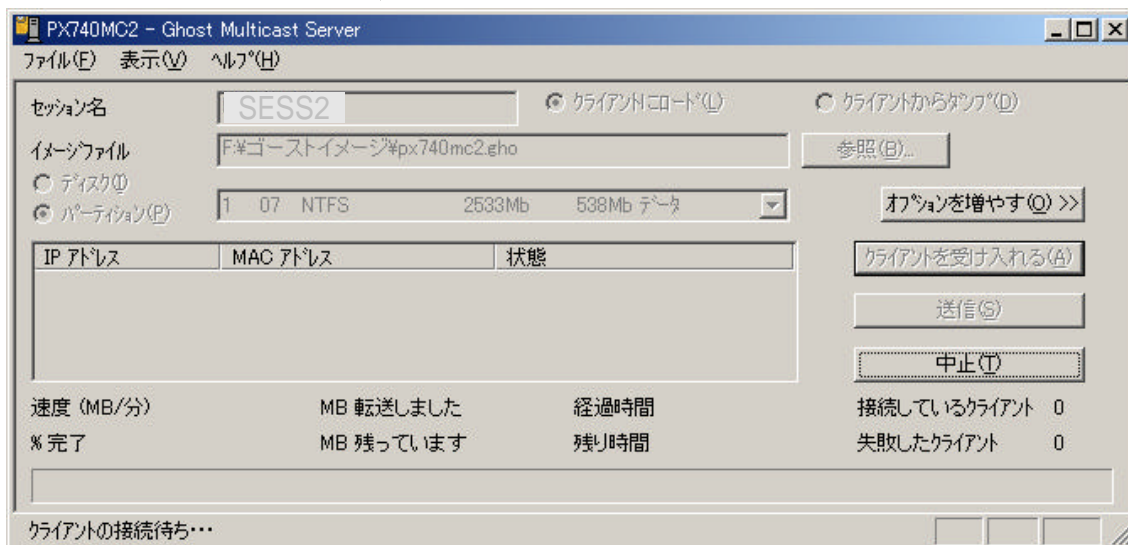 PX740MC2 - Ghost Multicast Server
ファイル(F) 表示(V) ヘルプ(H)
セッション名 SESS2 クライアントにロード(L) クライアントからダンプ(D)
イメージファイル F:¥ゴーストイメージ¥px740mc2.gho 参照(B)...
ディスク(I)
パーティション(P) 1 07 NTFS 2533Mb 538Mb データ オプションを増やす(O) >>
IP アドレス MAC アドレス 状態 クライアントを受け入れる(A)
送信(S)
中止(T)
速度 (MB/分) MB 転送しました 経過時間 接続しているクライアント 0
% 完了 MB 残っています 残り時間 失敗したクライアント 0
クライアントの接続待ち・・・